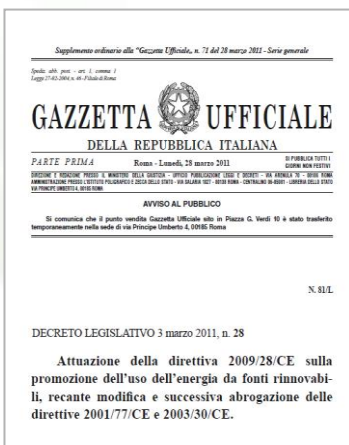 Supplemento ordinario alla "Gazzetta Ufficiale„ n. 71 del 28 marzo 2011 - Serie generale
Spediz. abb. post. - art. 1, comma 1
Legge 27-02-2004, n. 46 - Filiale di Roma
GAZZETTA UFFICIALE
DELLA REPUBBLICA ITALIANA
PARTE PRIMA Roma - Lunedì, 28 marzo 2011 SI PUBBLICA TUTTI I
GIORNI NON FESTIVI
DIREZIONE E REDAZIONE PRESSO IL MINISTERO DELLA GIUSTIZIA - UFFICIO PUBBLICAZIONE LEGGI E DECRETI - VIA ARENULA 70 - 00186 ROMA
AMMINISTRAZIONE PRESSO L'ISTITUTO POLIGRAFICO E ZECCA DELLO STATO - VIA SALARIA 1027 - 00138 ROMA - CENTRALINO 06-85081 - LIBRERIA DELLO STATO
VIA PRINCIPE UMBERTO 4, 00185 ROMA
AVVISO AL PUBBLICO
Si comunica che il punto vendita Gazzetta Ufficiale sito in Piazza G. Verdi 10 è stato trasferito
temporaneamente nella sede di via Principe Umberto 4, 00185 Roma
N. 81/L
DECRETO LEGISLATIVO 3 marzo 2011, n. 28
Attuazione della direttiva 2009/28/CE sulla
promozione dell'uso dell'energia da fonti rinnovabi-
li, recante modifica e successiva abrogazione delle
direttive 2001/77/CE e 2003/30/CE.